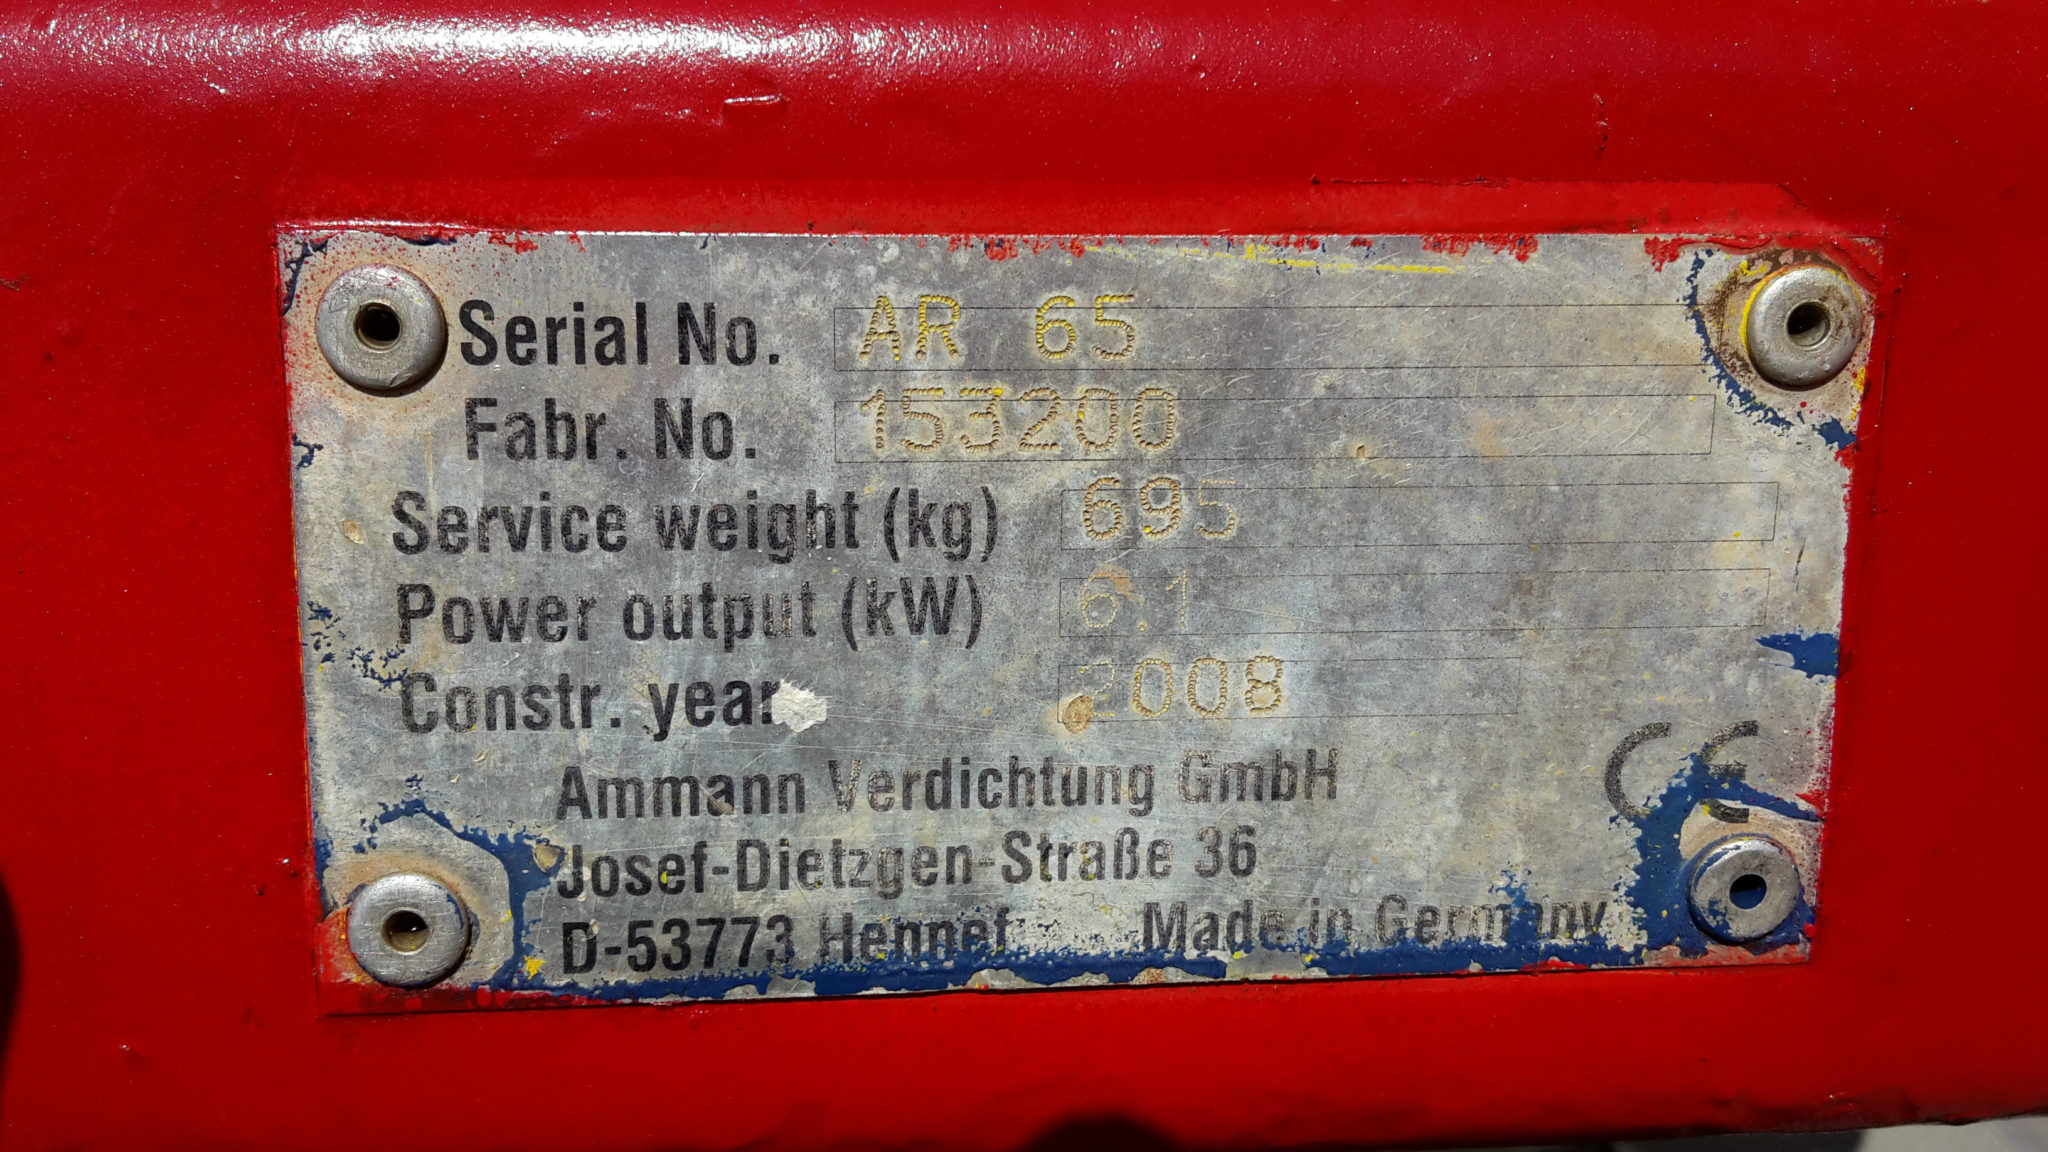 Serial No. AR 65
Fabr. No. 153200
Service weight (kg) 695
Power output (kW) 6.1
Constr. year 2008
Ammann Verdichtung GmbH
Josef-Dietzgen-Straße 36
D-53773 Hennef Made in Germany
CE